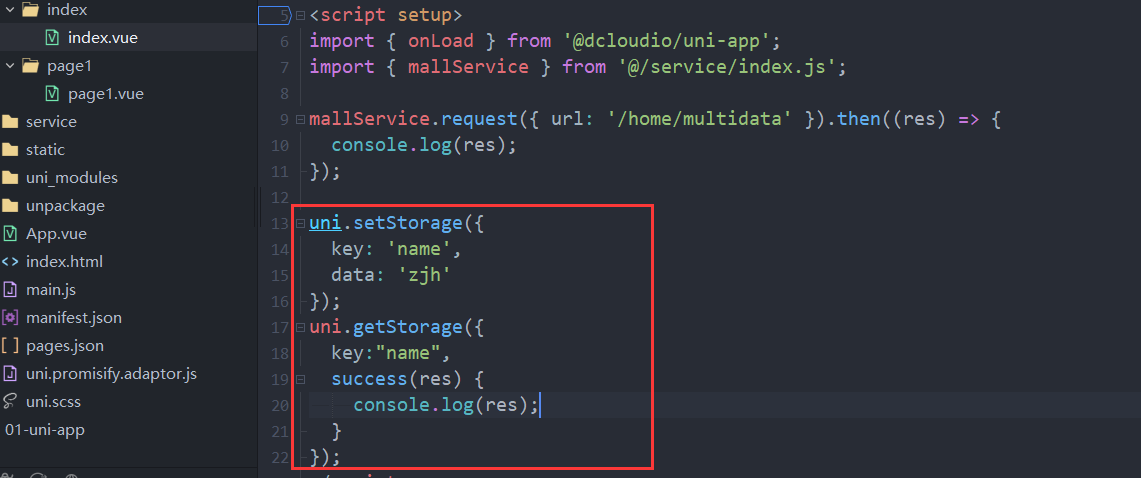 index
index.vue
page1
page1.vue
service
static
uni_modules
unpackage
App.vue
index.html
main.js
manifest.json
pages.json
uni.promisify.adaptor.js
uni.scss
01-uni-app
5 <script setup>
6 import { onLoad } from '@dcloudio/uni-app';
7 import { mallService } from '@/service/index.js';
8
9 mallService.request({ url: '/home/multidata' }).then((res) => {
10 console.log(res);
11 });
12
13 uni.setStorage({
14 key: 'name',
15 data: 'zjh'
16 });
17 uni.getStorage({
18 key:"name",
19 success(res) {
20 console.log(res);
21 }
22 });